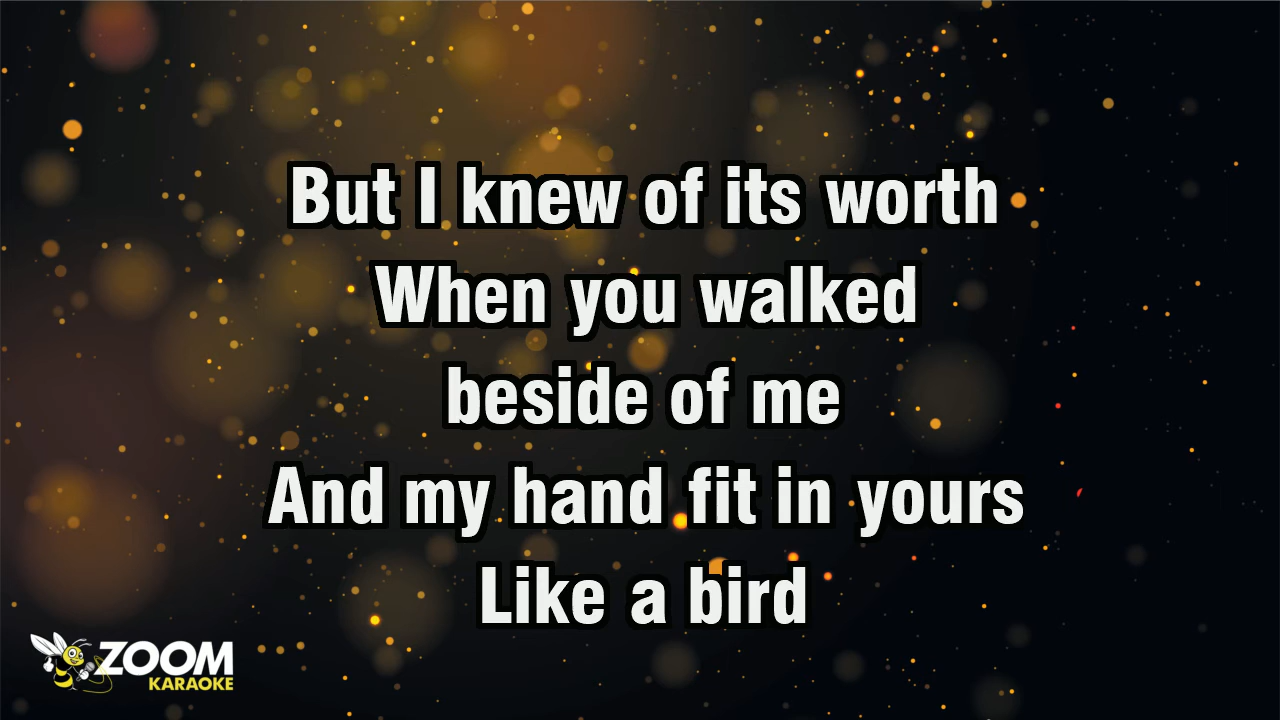 But I knew of its worth
When you walked
beside of me
And my hand fit in yours
Like a bird
ZOOM
KARAOKE